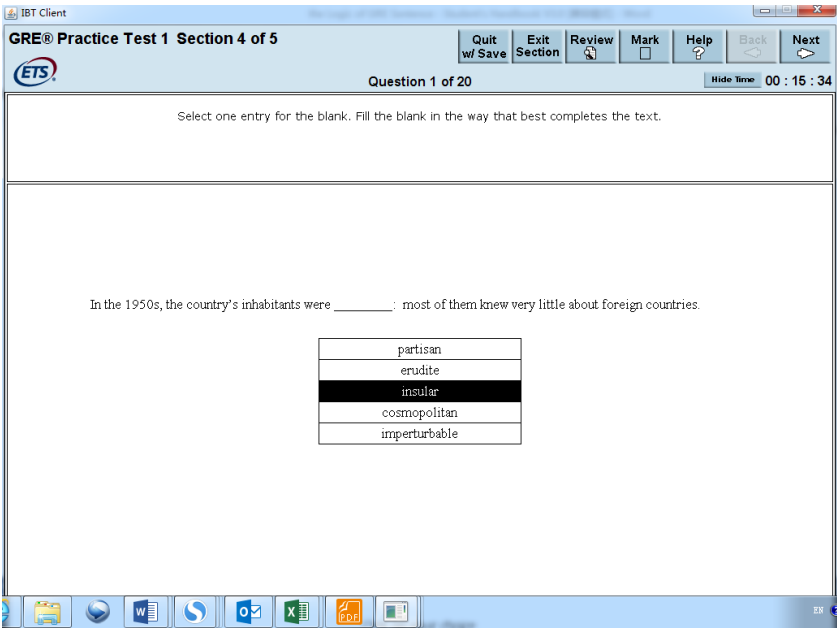 IBT Client
GRE® Practice Test 1 Section 4 of 5
Quit w/ Save
Exit Section
Review
Mark
Help
Back
Next
ETS
Question 1 of 20
Hide Time 00 : 15 : 34
Select one entry for the blank. Fill the blank in the way that best completes the text.
In the 1950s, the country's inhabitants were ________: most of them knew very little about foreign countries.
partisan
erudite
insular
cosmopolitan
imperturbable
PDF
EN